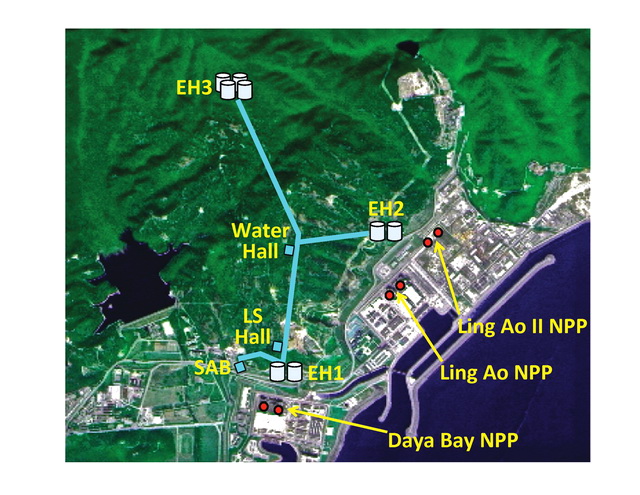 EH3
EH2
Water
Hall
Ling Ao II NPP
LS
Hall
SAB
EH1
Ling Ao NPP
Daya Bay NPP